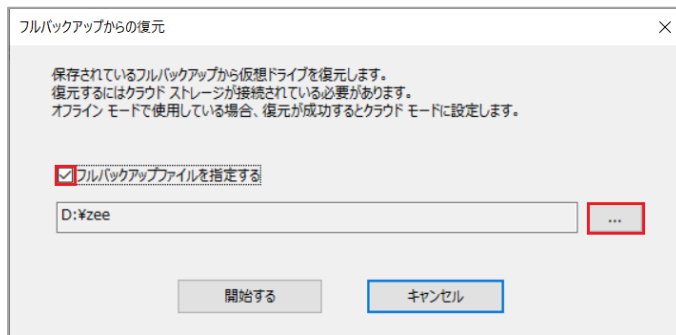 フルバックアップからの復元
保存されているフルバックアップから仮想ドライブを復元します。
復元するにはクラウド ストレージが接続されている必要があります。
オフライン モードで使用している場合、復元が成功するとクラウド モードに設定します。
フルバックアップファイルを指定する
D:¥zee
...
開始する
キャンセル